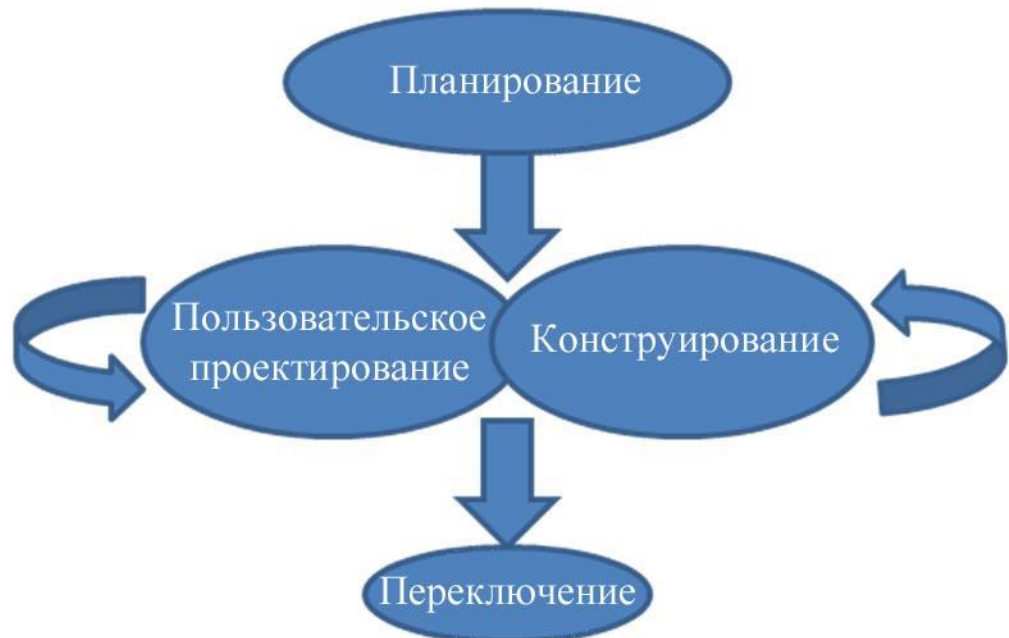 Планирование
Пользовательское
проектирование
Конструирование
Переключение